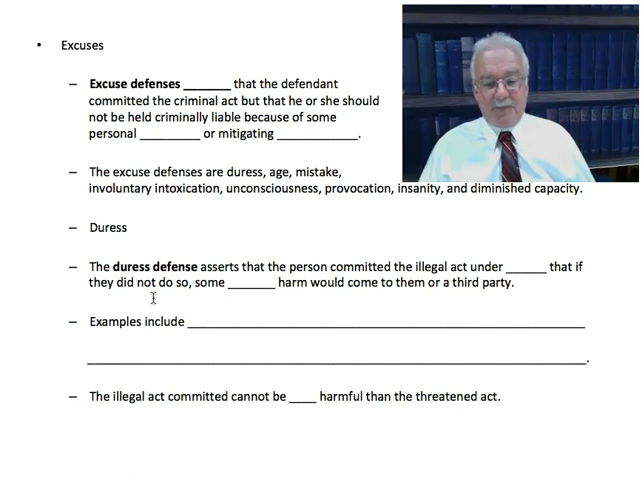 • Excuses
– Excuse defenses _______ that the defendant
committed the criminal act but that he or she should
not be held criminally liable because of some
personal _________ or mitigating ____________.
– The excuse defenses are duress, age, mistake,
involuntary intoxication, unconsciousness, provocation, insanity, and diminished capacity.
– Duress
– The duress defense asserts that the person committed the illegal act under ______ that if
they did not do so, some _______ harm would come to them or a third party.
– Examples include ____________________________________________________________
___________________________________________________________________________.
– The illegal act committed cannot be ____ harmful than the threatened act.